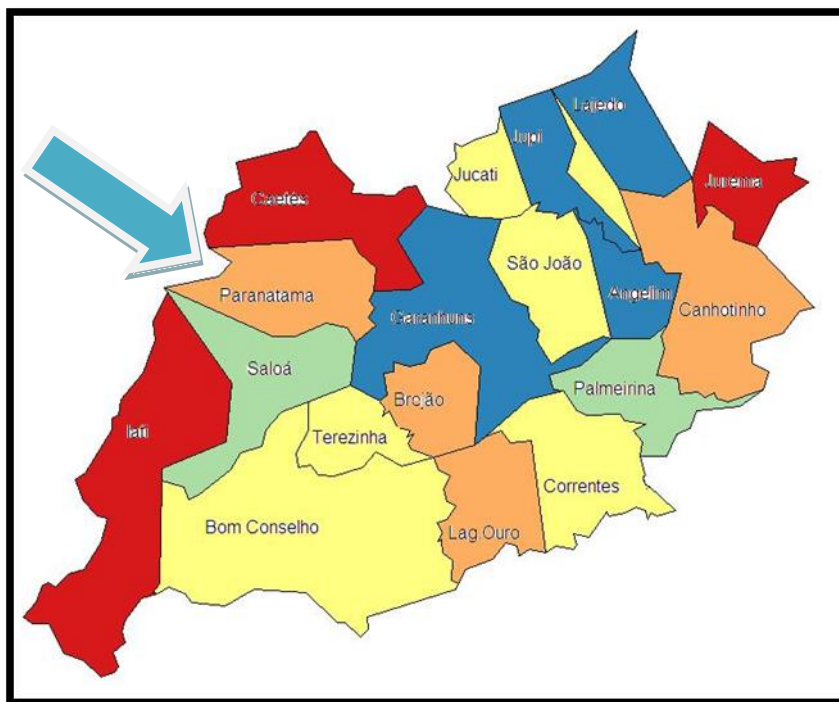 Lajedo
Jupi
Jucati
Jurema
Caetés
São João
Paranatama
Angelim
Garanhuns
Canhotinho
Saloá
Palmeirina
Brejão
Iati
Terezinha
Correntes
Bom Conselho
Lag.Ouro